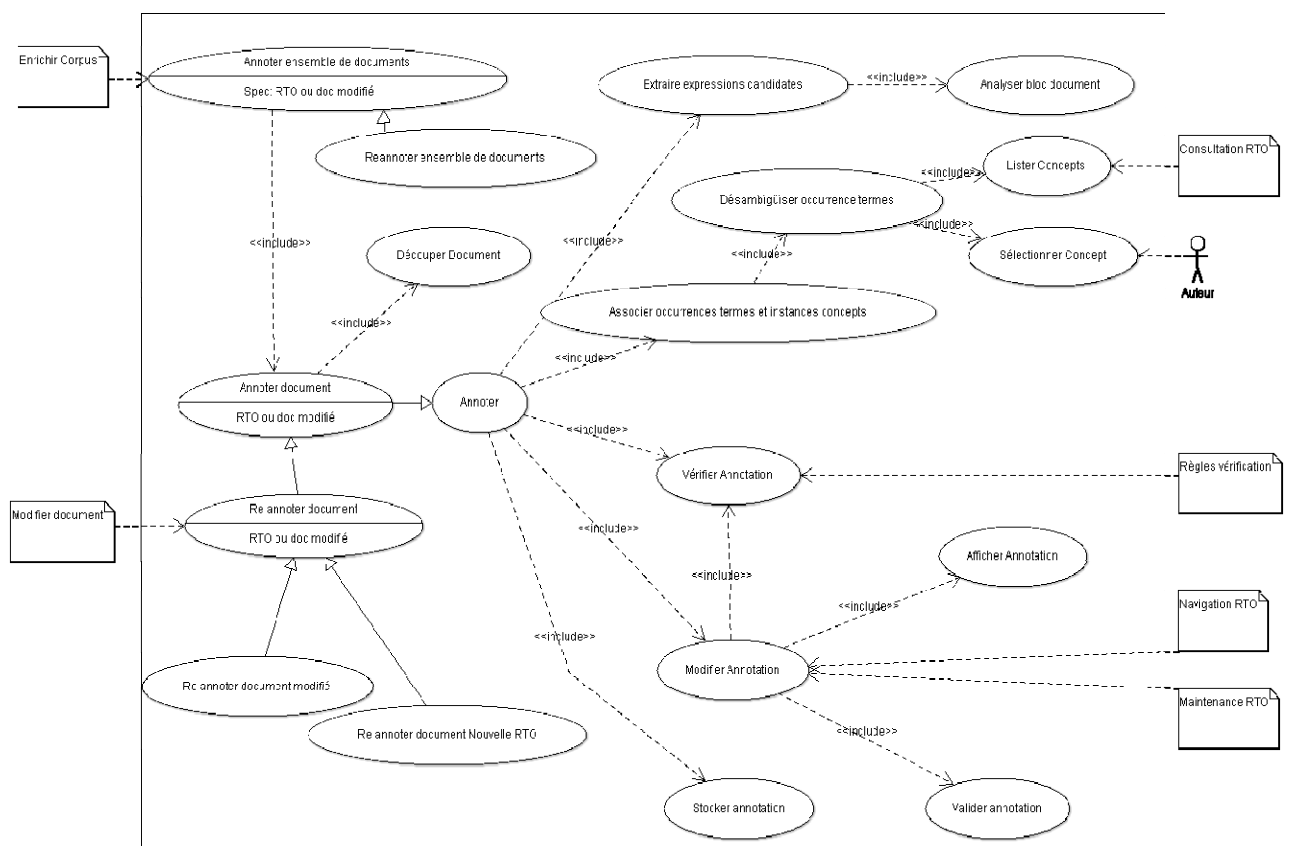 Annoter ensemble de documents
Enrichir Corpus
Spec: RTO ou doc modifié
Extraire expressions candidates
<<include>>
Analyser bloc document
Reannoter ensemble de documents
Consultation RTO
Lister Concepts
<<include>>
Désambigüiser occurrence termes
<<include>>
<<include>>
<<include>>
Découper Document
<<include>>
Sélectionner Concept
<<include>>
Auteur
Associer occurrences termes et instances concepts
<<include>>
<<include>>
Annoter document
RTO ou doc modifié
Annoter
<<include>>
Vérifier Annotation
Règles vérification
Re annoter document
Modifier document
RTO ou doc modifié
<<include>>
Afficher Annotation
<<include>>
<<include>>
Navigation RTO
<<include>>
Modifier Annotation
Re annoter document modifié
Maintenance RTO
Re annoter document Nouvelle RTO
<<include>>
Stocker annotation
Valider annotation